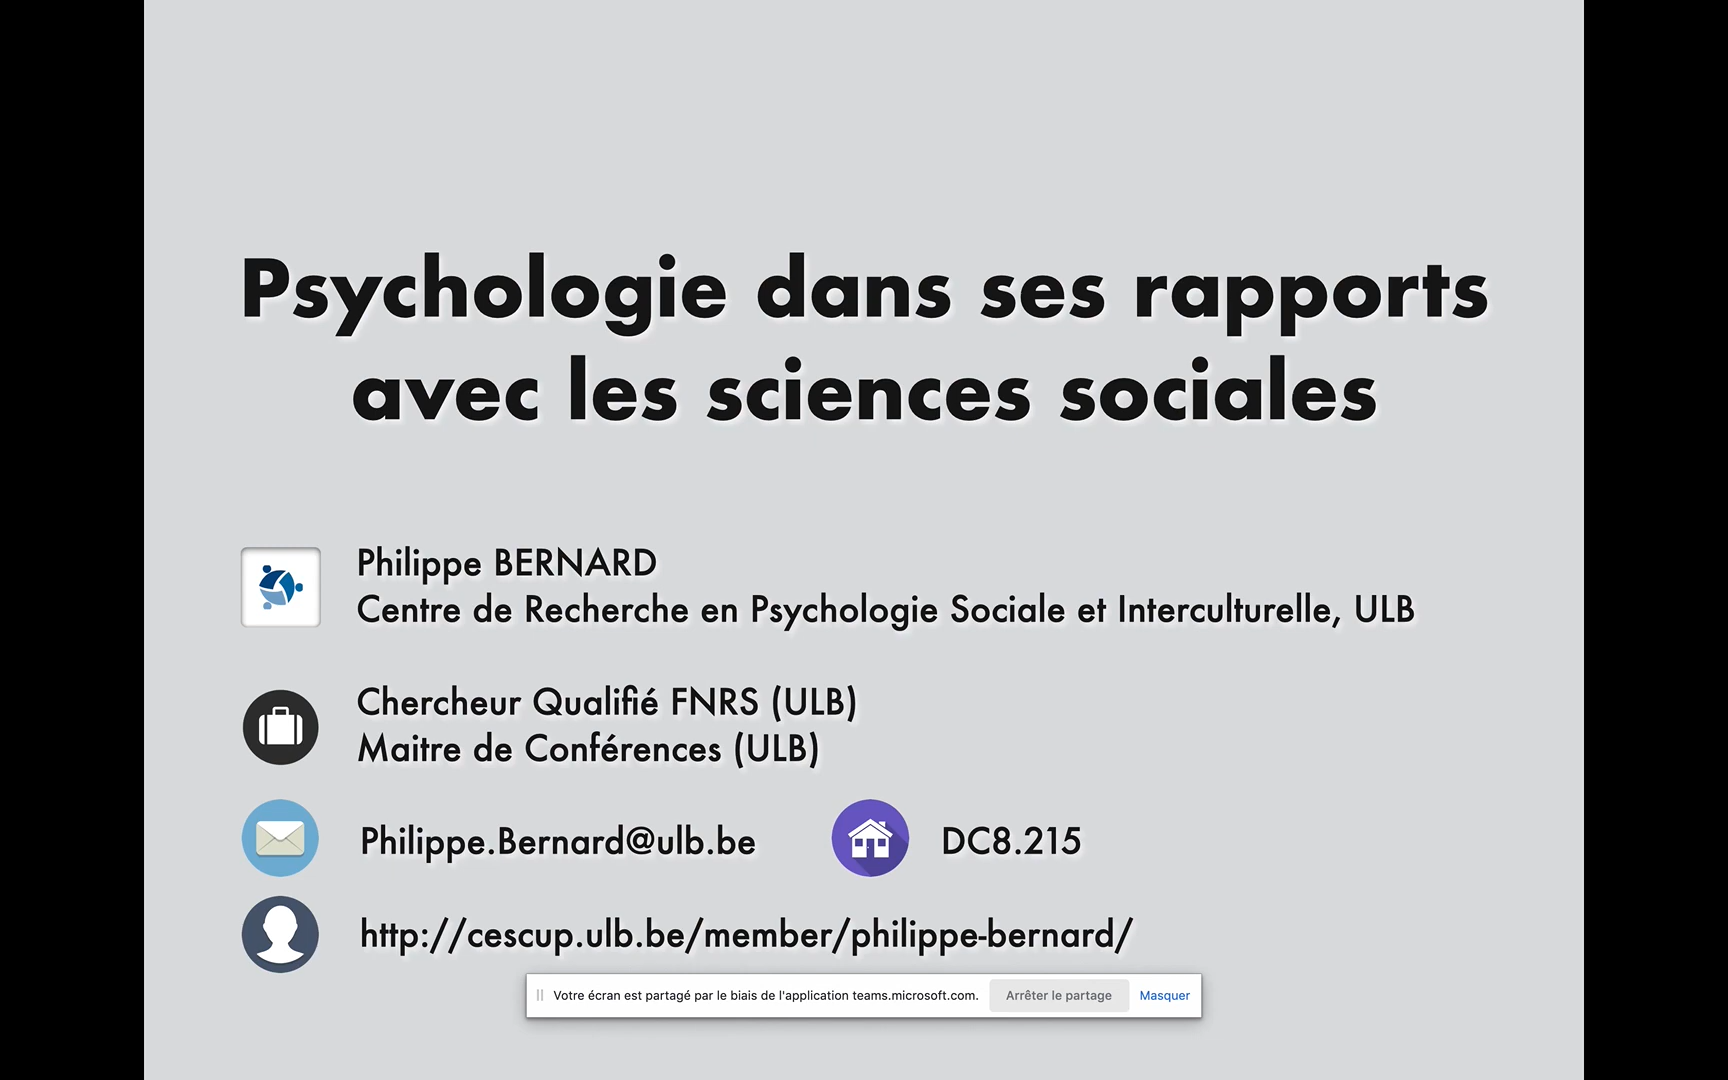 Psychologie dans ses rapports
avec les sciences sociales
Philippe BERNARD
Centre de Recherche en Psychologie Sociale et Interculturelle, ULB
Chercheur Qualifié FNRS (ULB)
Maitre de Conférences (ULB)
Philippe.Bernard@ulb.be
DC8.215
http://cescup.ulb.be/member/philippe-bernard/
Votre écran est partagé par le biais de l'application teams.microsoft.com.
Arrêter le partage
Masquer